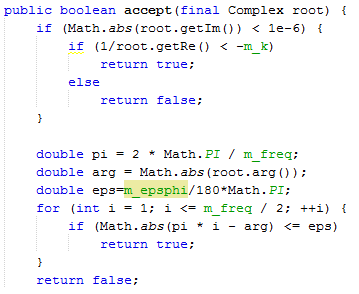 public boolean accept(final Complex root) {
if (Math.abs(root.getIm()) < 1e-6) {
if (1/root.getRe() < -m_k)
return true;
else
return false;
}
double pi = 2 * Math.PI / m_freq;
double arg = Math.abs(root.arg());
double eps=m_epsphi/180*Math.PI;
for (int i = 1; i <= m_freq / 2; ++i) {
if (Math.abs(pi * i - arg) <= eps)
return true;
}
return false;